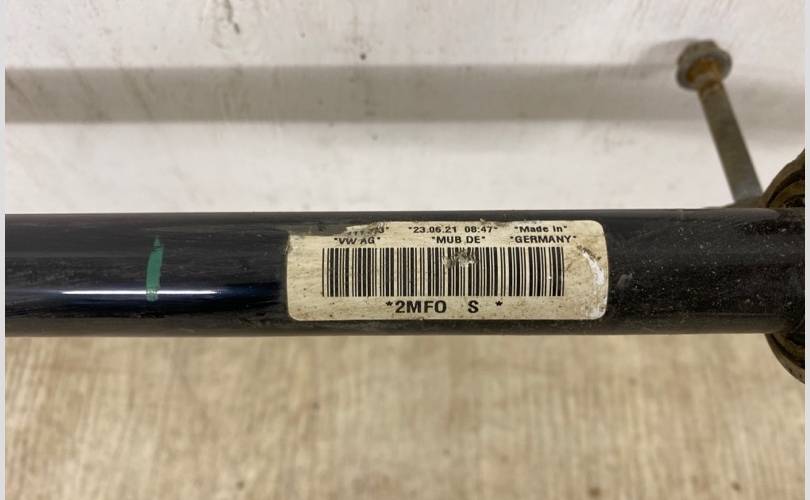 *23.06.21 08:47* *Made in*
*VW AG* *MUB DE* *GERMANY*
*2MFO S *